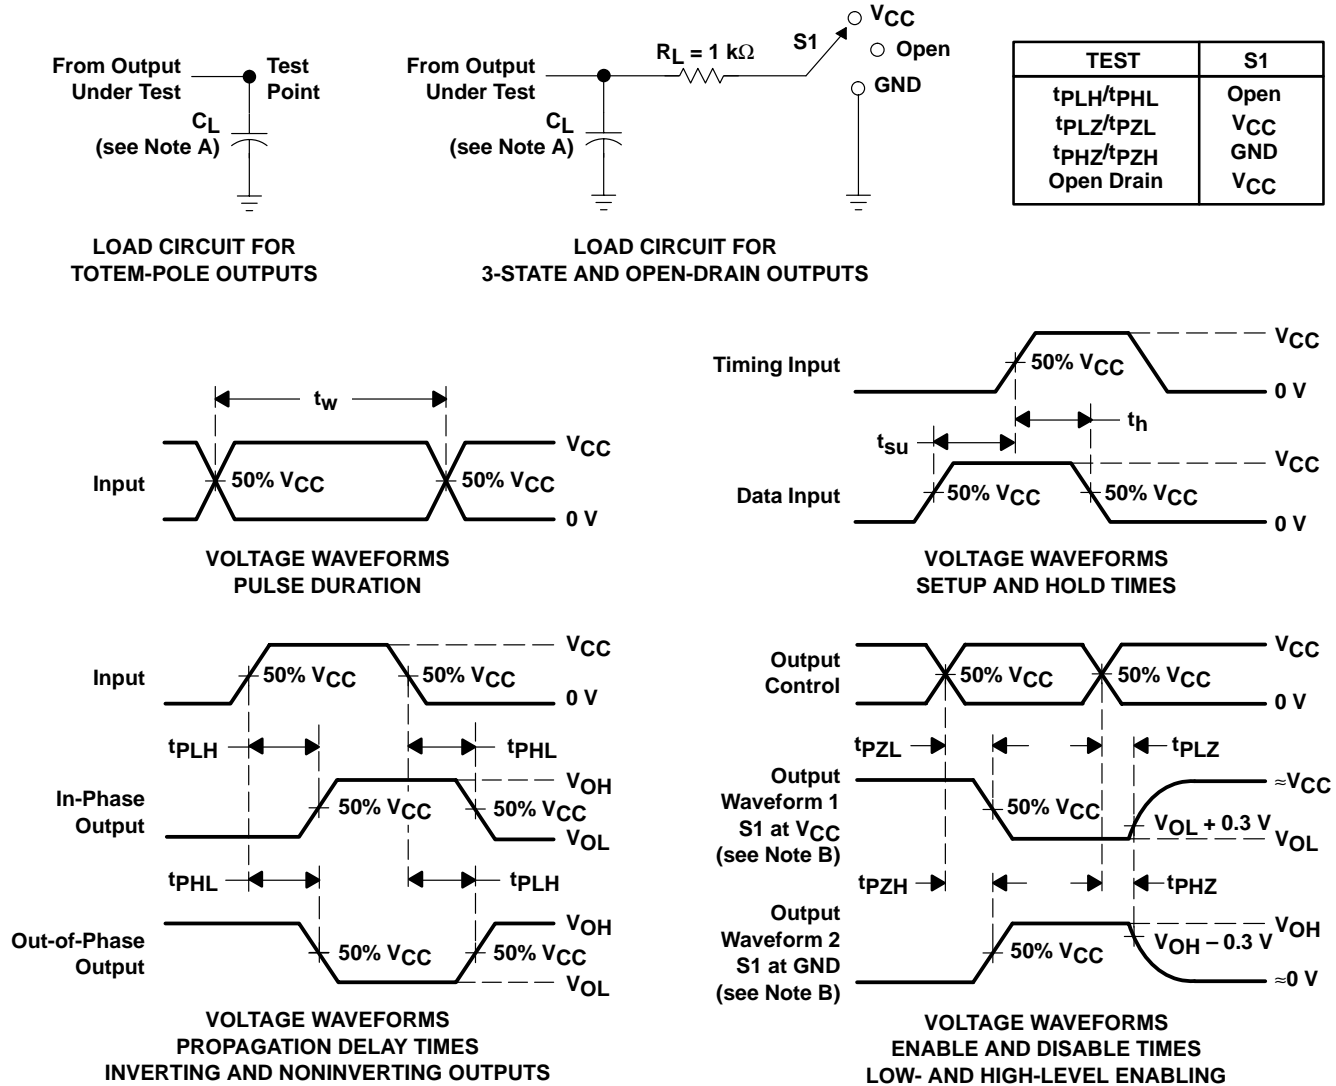 From Output
Under Test
Test
Point
CL
(see Note A)
LOAD CIRCUIT FOR
TOTEM-POLE OUTPUTS
From Output
Under Test
CL
(see Note A)
RL = 1 kΩ
S1
VCC
Open
GND
LOAD CIRCUIT FOR
3-STATE AND OPEN-DRAIN OUTPUTS
TEST S1
tPLH/tPHL Open
tPLZ/tPZL VCC
tPHZ/tPZH GND
Open Drain VCC
tw
Input
50% VCC
50% VCC
VCC
0 V
VOLTAGE WAVEFORMS
PULSE DURATION
Timing Input
50% VCC
VCC
0 V
tsu
th
Data Input
50% VCC
50% VCC
VCC
0 V
VOLTAGE WAVEFORMS
SETUP AND HOLD TIMES
Input
50% VCC
50% VCC
VCC
0 V
tPLH
tPHL
In-Phase
Output
50% VCC
50% VCC
VOH
VOL
tPHL
tPLH
Out-of-Phase
Output
50% VCC
50% VCC
VOH
VOL
VOLTAGE WAVEFORMS
PROPAGATION DELAY TIMES
INVERTING AND NONINVERTING OUTPUTS
Output
Control
50% VCC
50% VCC
VCC
0 V
tPZL
tPLZ
Output
Waveform 1
S1 at VCC
(see Note B)
50% VCC
VOL + 0.3 V
≈VCC
VOL
tPZH
tPHZ
Output
Waveform 2
S1 at GND
(see Note B)
50% VCC
VOH − 0.3 V
VOH
≈0 V
VOLTAGE WAVEFORMS
ENABLE AND DISABLE TIMES
LOW- AND HIGH-LEVEL ENABLING